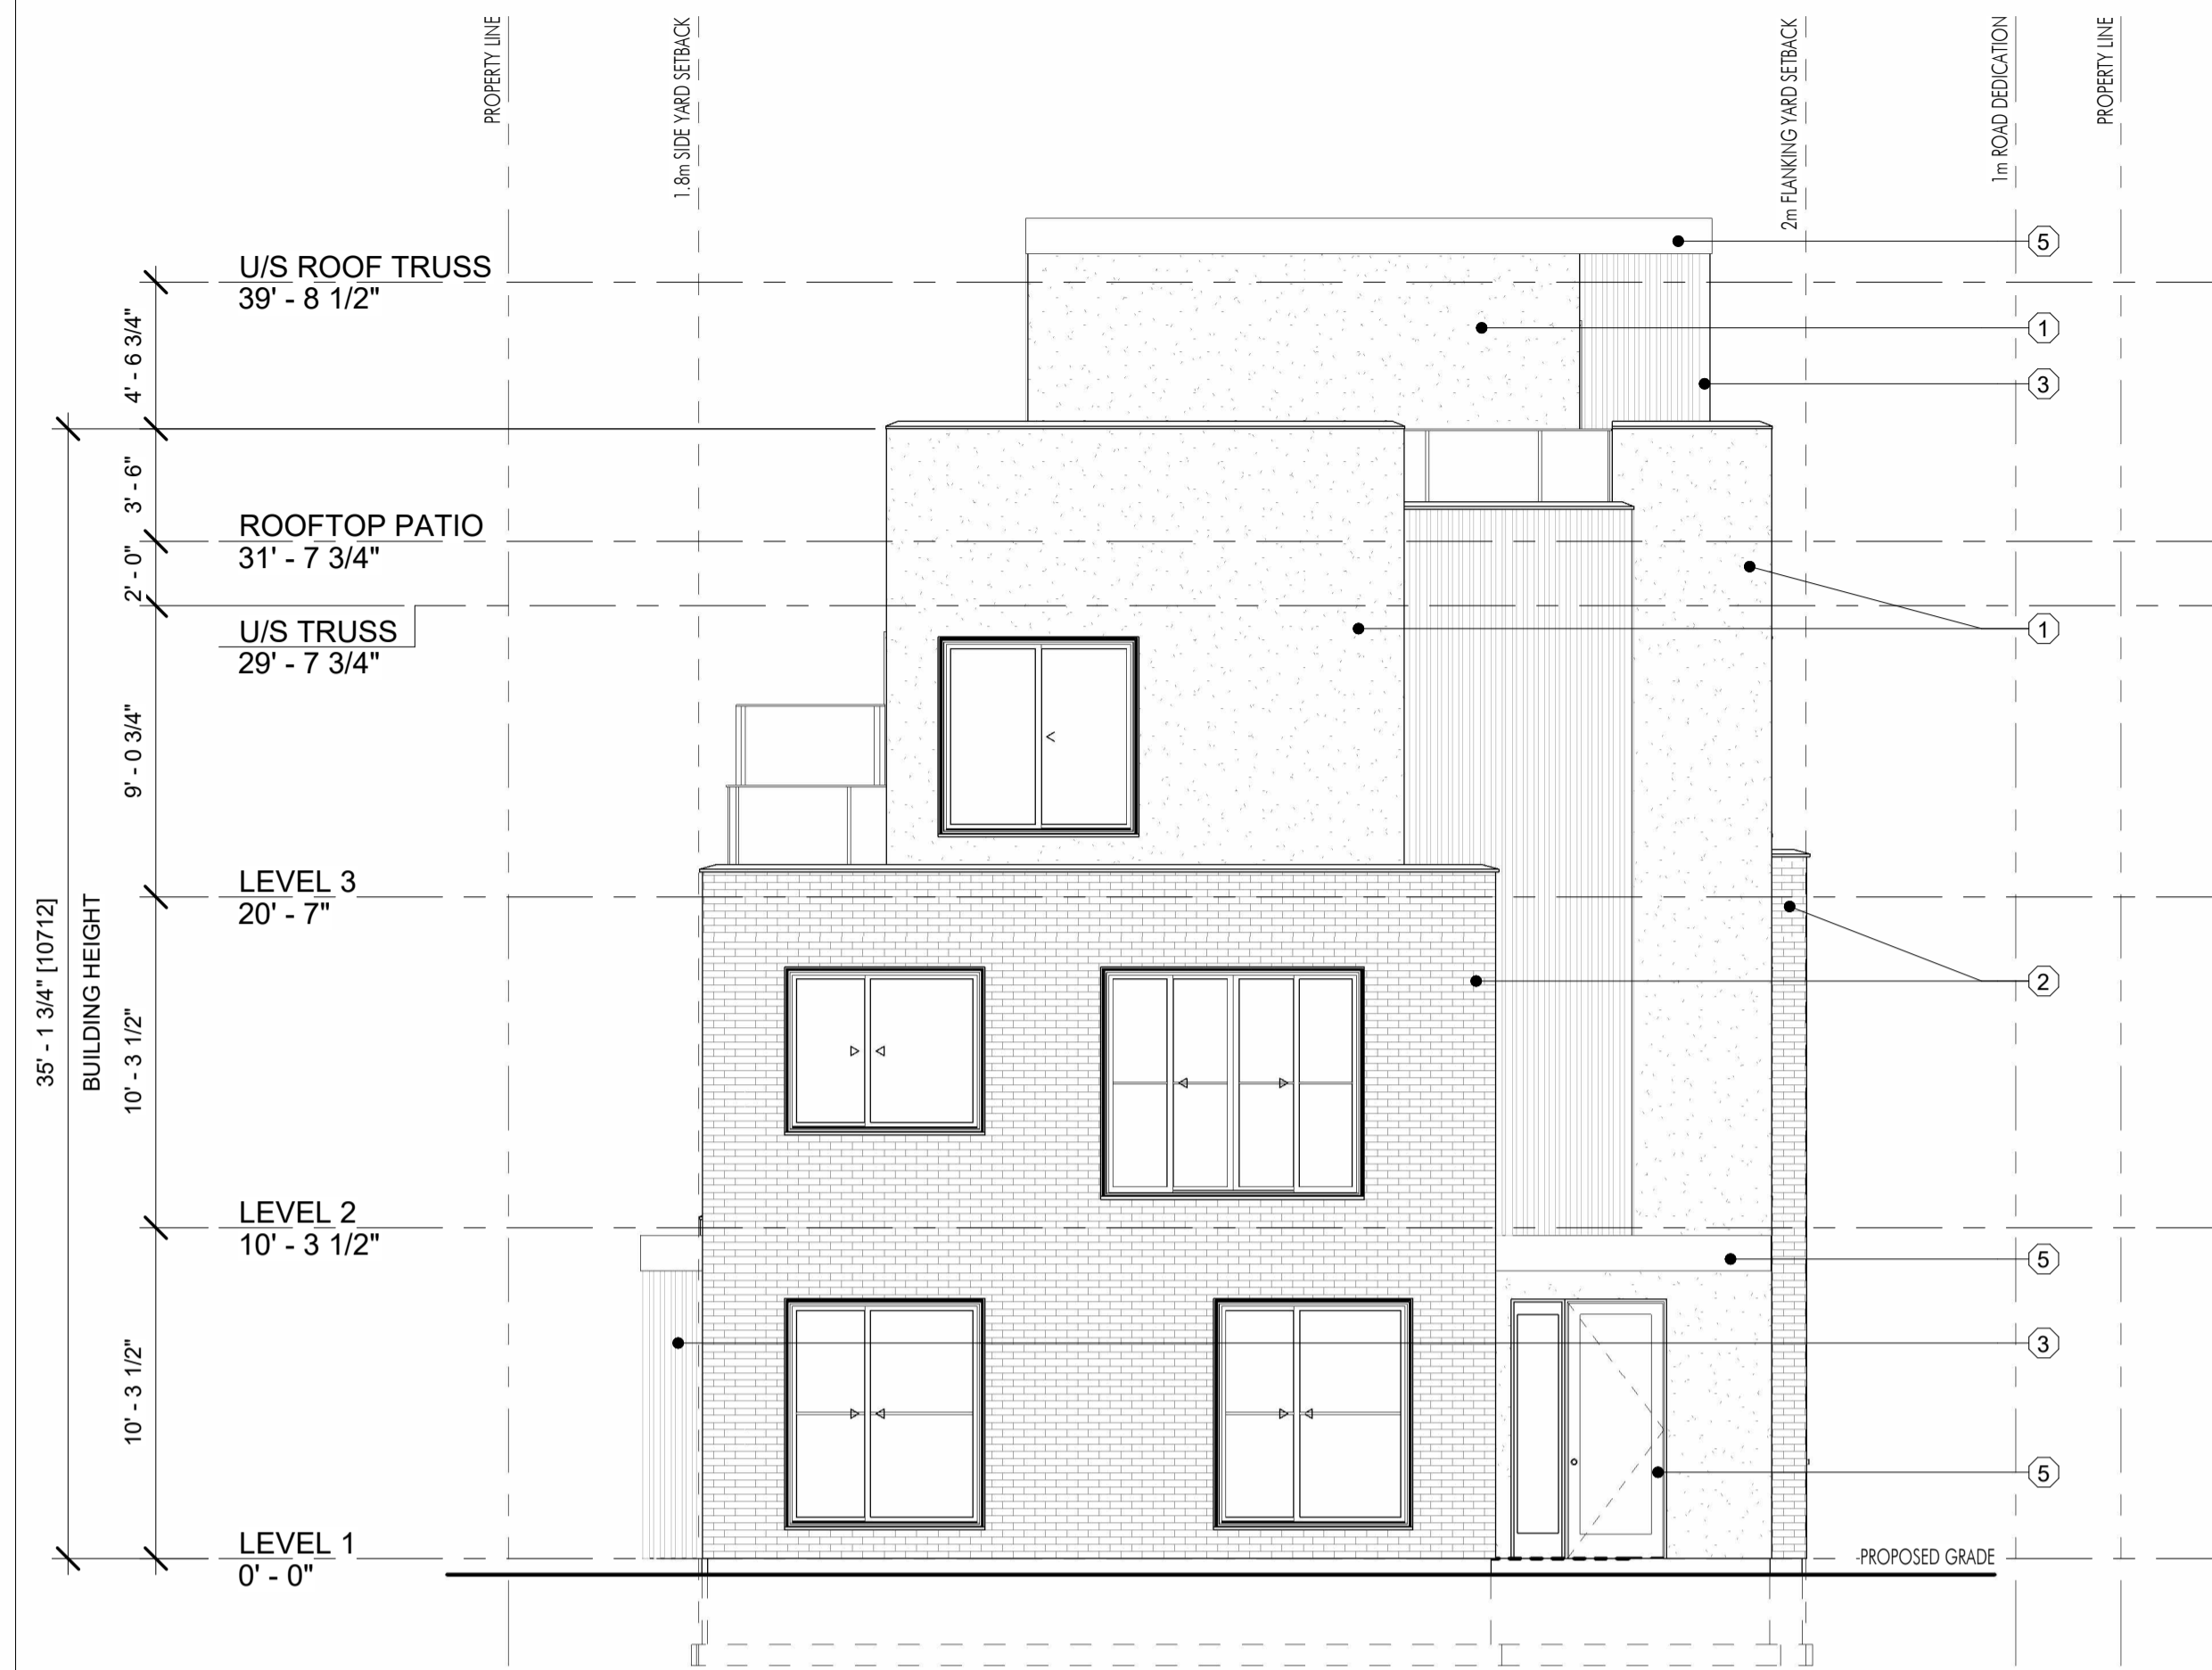 PROPERTY LINE
1.8m SIDE YARD SETBACK
2m FLANKING YARD SETBACK
1m ROAD DEDICATION
PROPERTY LINE
U/S ROOF TRUSS
39' - 8 1/2"
4' - 6 3/4"
3' - 6"
ROOFTOP PATIO
31' - 7 3/4"
2' - 0"
U/S TRUSS
29' - 7 3/4"
9' - 0 3/4"
LEVEL 3
20' - 7"
35' - 1 3/4" [10712]
BUILDING HEIGHT
10' - 3 1/2"
LEVEL 2
10' - 3 1/2"
10' - 3 1/2"
LEVEL 1
0' - 0"
5
1
3
1
2
5
3
5
-PROPOSED GRADE